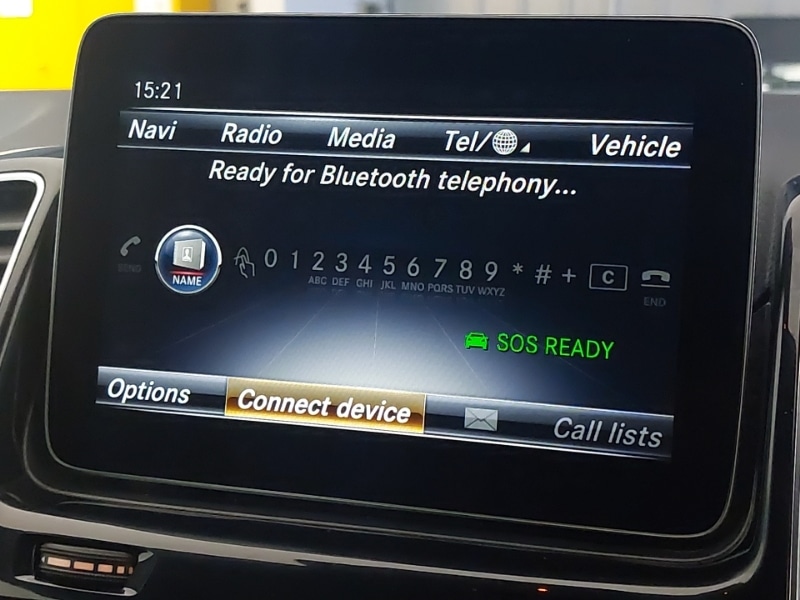 15:21
Navi Radio Media Tel/ Vehicle
Ready for Bluetooth telephony...
0 1 2 3 4 5 6 7 8 9 * # + C
SEND NAME ABC DEF GHI JKL MNO PQRS TUV WXYZ END
SOS READY
Options Connect device Call lists